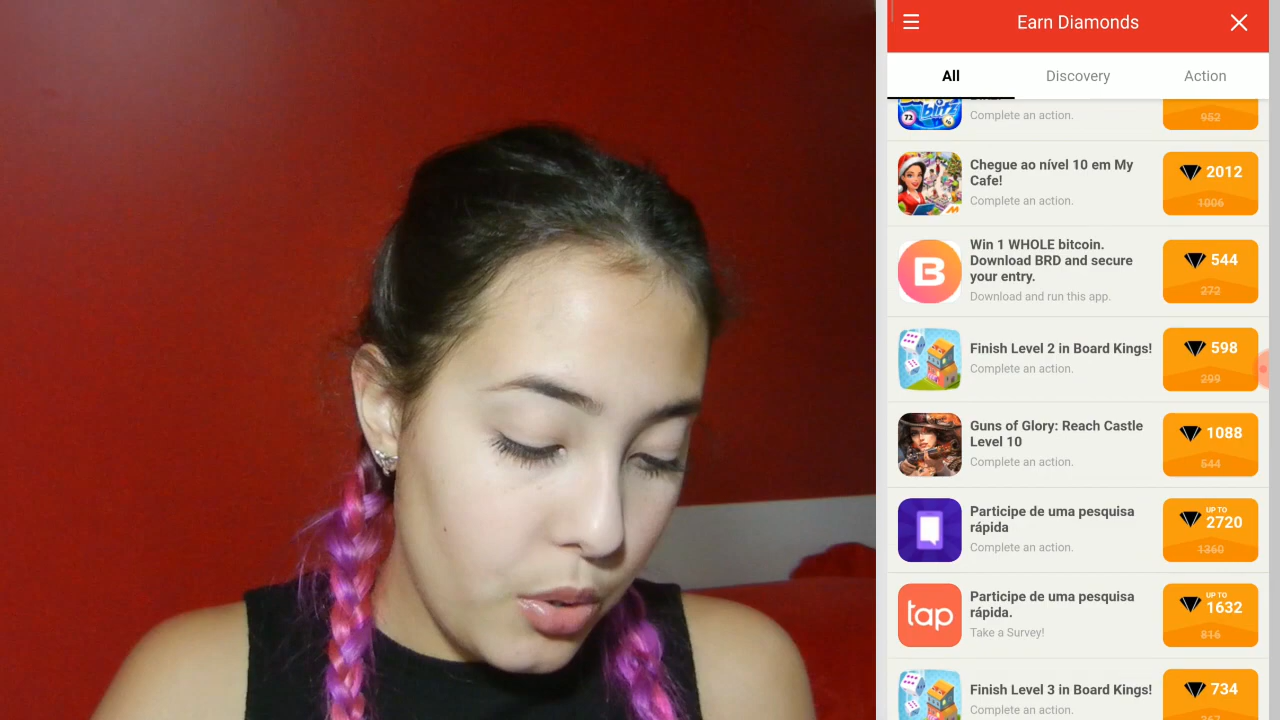 Earn Diamonds
All
Discovery
Action
blitz
Complete an action.
952
Chegue ao nível 10 em My
Cafe!
Complete an action.
2012
1006
Win 1 WHOLE bitcoin.
Download BRD and secure
your entry.
Download and run this app.
544
272
B
Finish Level 2 in Board Kings!
Complete an action.
598
299
Guns of Glory: Reach Castle
Level 10
Complete an action.
1088
544
Participe de uma pesquisa
rápida
Complete an action.
UP TO
2720
1360
tap
Participe de uma pesquisa
rápida.
Take a Survey!
UP TO
1632
816
Finish Level 3 in Board Kings!
Complete an action.
734
367